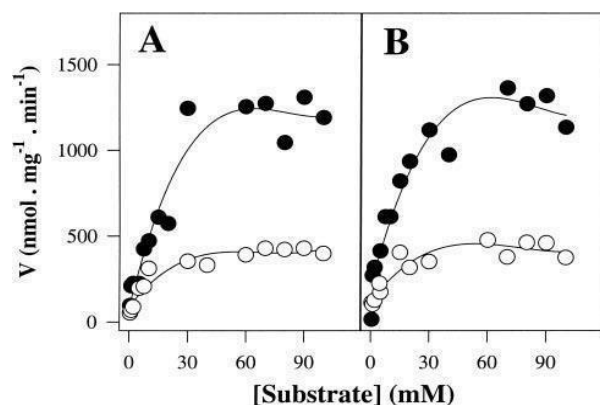 A
B
1500
1000
500
0
V (nmol . mg⁻¹ . min⁻¹)
0 30 60 90 0 30 60 90
[Substrate] (mM)